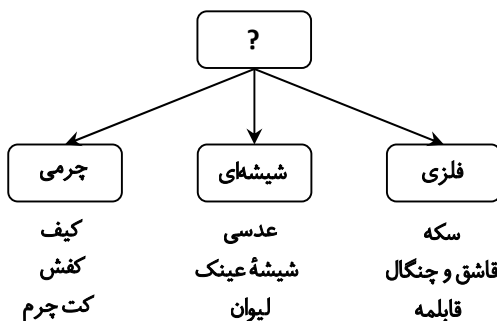 ?
فلزی
شیشه‌ای
چرمی
سکه
قاشق و چنگال
قابلمه
عدسی
شیشهٔ عینک
لیوان
کیف
کفش
کت چرم